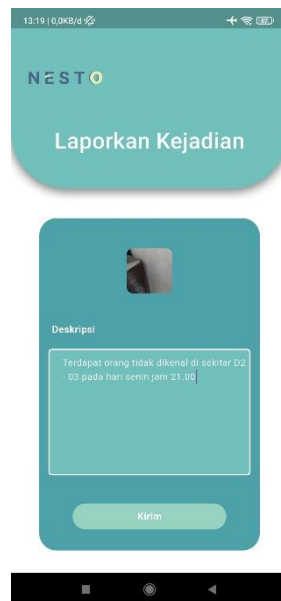 13:19 | 0,0KB/d
NESTO
Laporkan Kejadian
Deskripsi
Terdapat orang tidak dikenal di sekitar D2
- 03 pada hari senin jam 21.00
Kirim